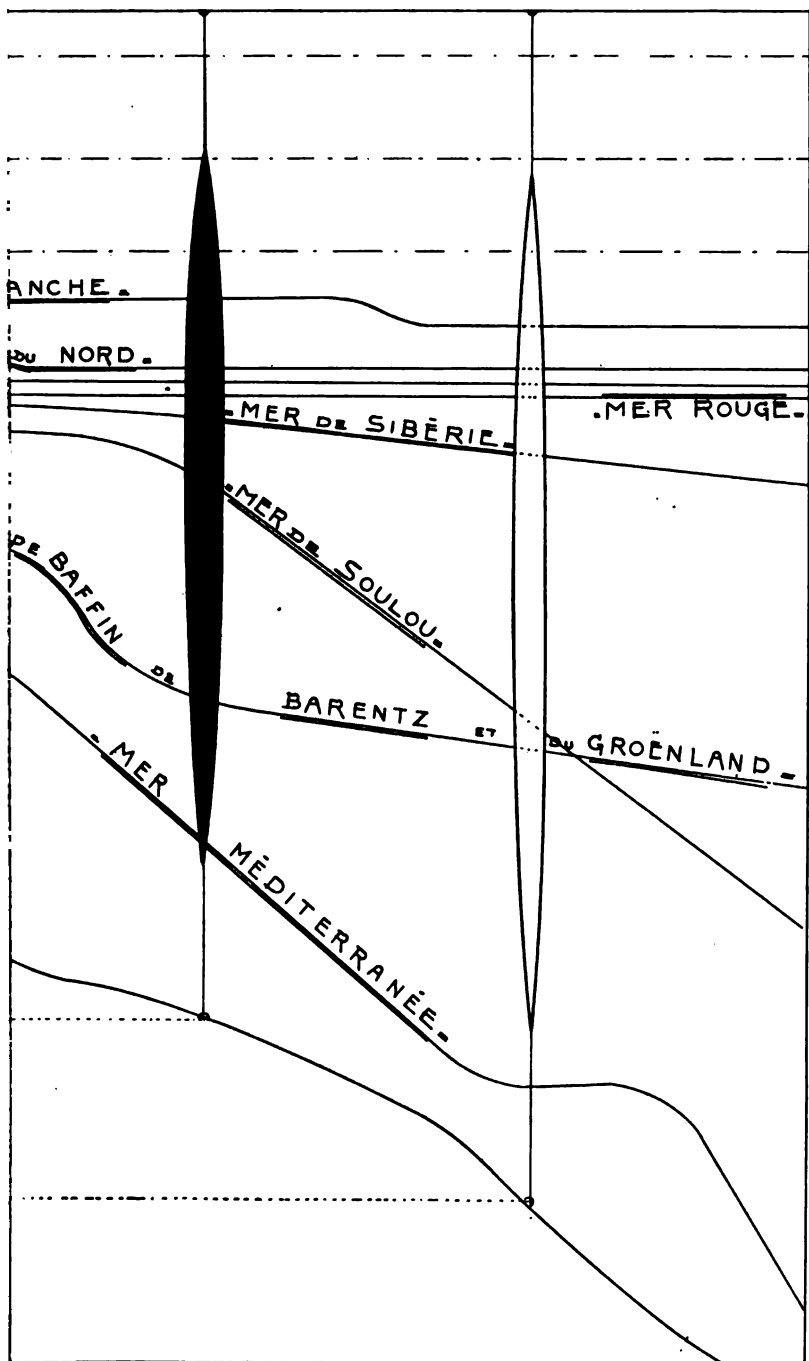 ANCHE
DU NORD
MER ROUGE
MER DE SIBÉRIE
MER DE SOULOU
DE BAFFIN DE BARENTZ ET DU GROËNLAND
MER MÉDITERRANÉE